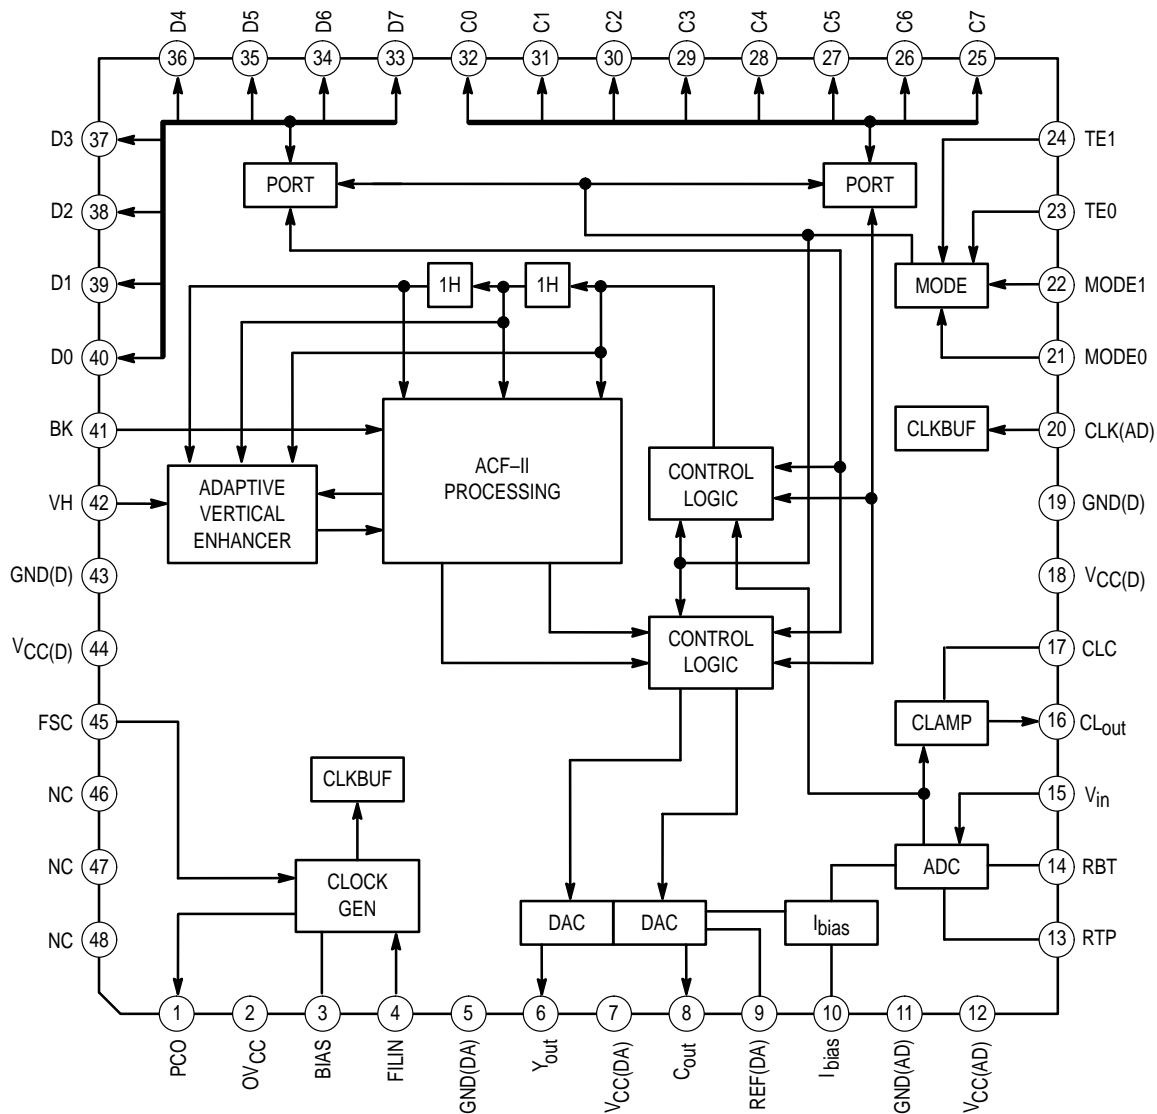 D4 D5 D6 D7 C0 C1 C2 C3 C4 C5 C6 C7
36 35 34 33 32 31 30 29 28 27 26 25
D3 37
24 TE1
PORT
PORT
D2 38
23 TE0
D1 39
1H
1H
MODE
22 MODE1
D0 40
21 MODE0
BK 41
CLKBUF
20 CLK(AD)
ACF–II
PROCESSING
CONTROL
LOGIC
VH 42
ADAPTIVE
VERTICAL
ENHANCER
19 GND(D)
GND(D) 43
18 VCC(D)
VCC(D) 44
CONTROL
LOGIC
17 CLC
FSC 45
CLAMP
16 CLout
CLKBUF
NC 46
15 Vin
NC 47
CLOCK
GEN
ADC
14 RBT
NC 48
DAC
DAC
Ibias
13 RTP
1 2 3 4 5 6 7 8 9 10 11 12
PCO OVCC BIAS FILIN GND(DA) Yout VCC(DA) Cout REF(DA) Ibias GND(AD) VCC(AD)